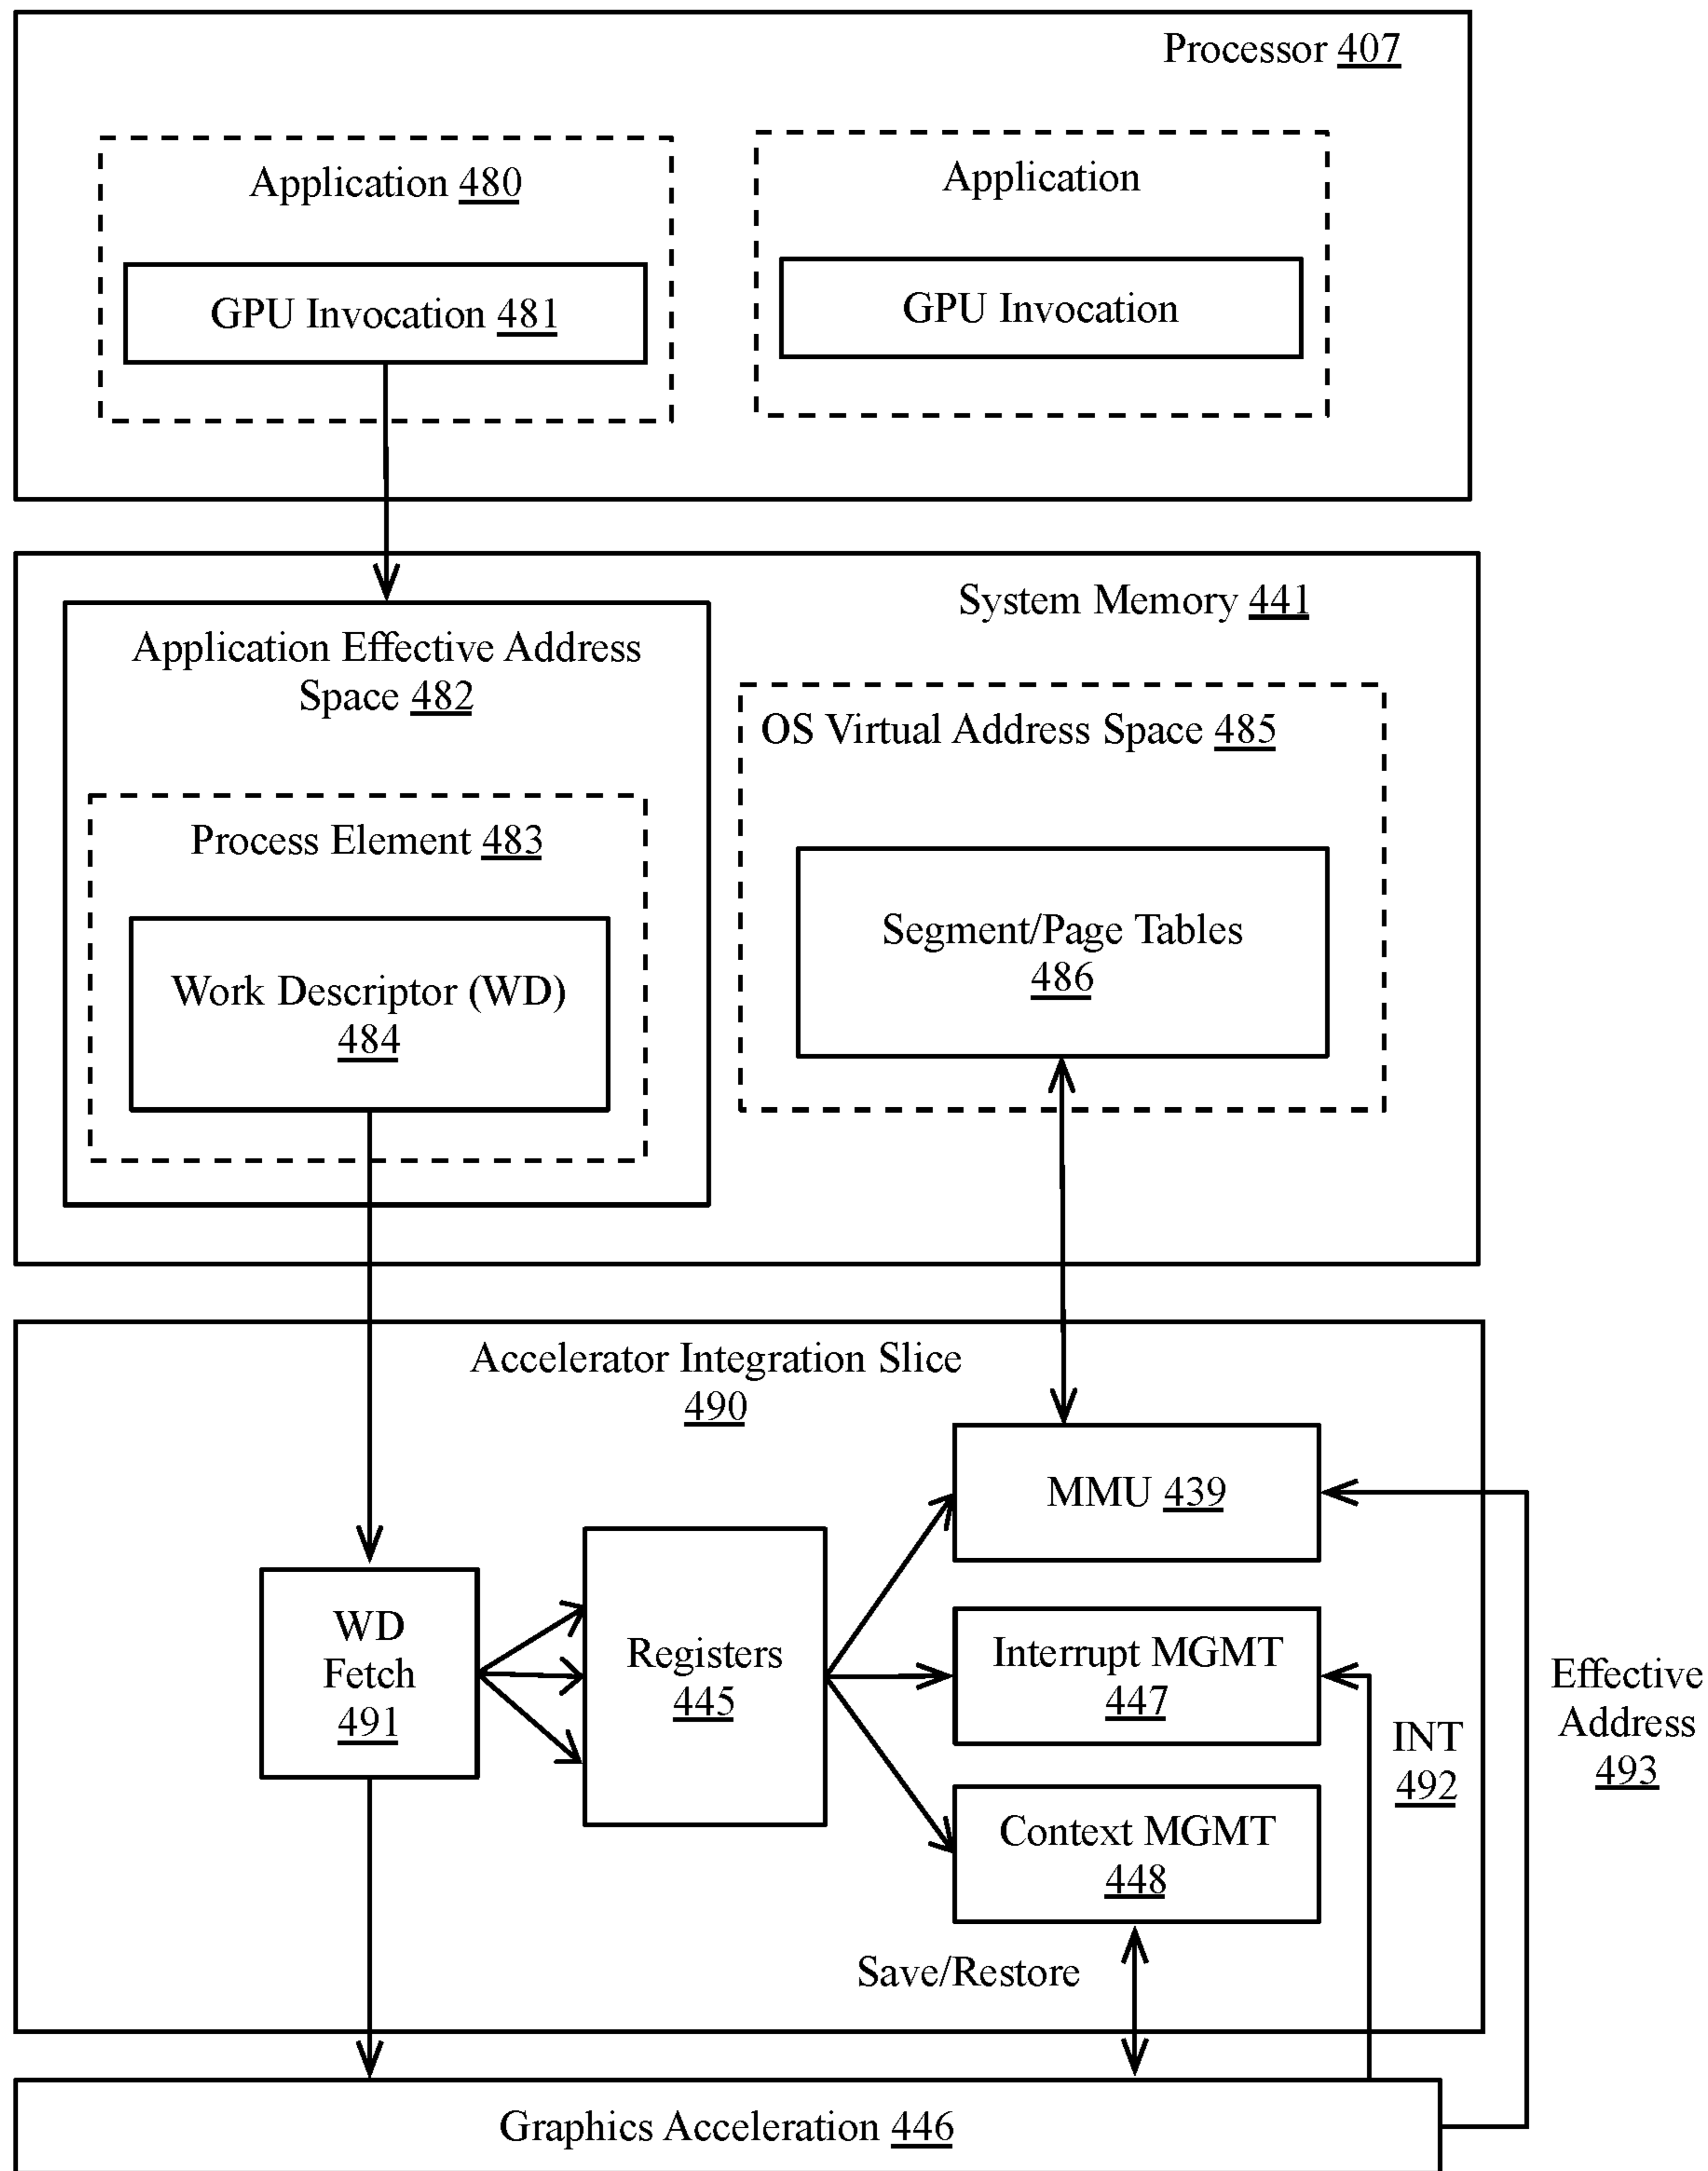 Processor 407
Application 480
Application
GPU Invocation 481
GPU Invocation
System Memory 441
Application Effective Address
Space 482
OS Virtual Address Space 485
Process Element 483
Segment/Page Tables
486
Work Descriptor (WD)
484
Accelerator Integration Slice
490
MMU 439
WD
Fetch
491
Registers
445
Interrupt MGMT
447
Effective
Address
493
INT
492
Context MGMT
448
Save/Restore
Graphics Acceleration 446